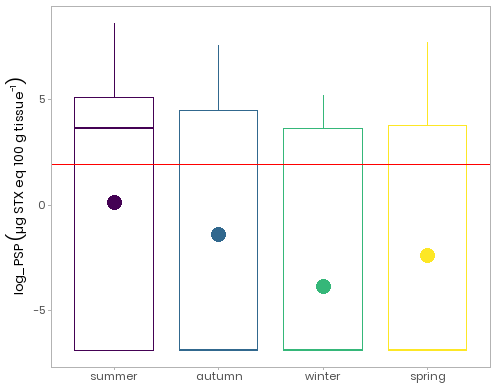 log_PSP (µg STX eq 100 g tissue⁻¹)
5
0
−5
summer autumn winter spring